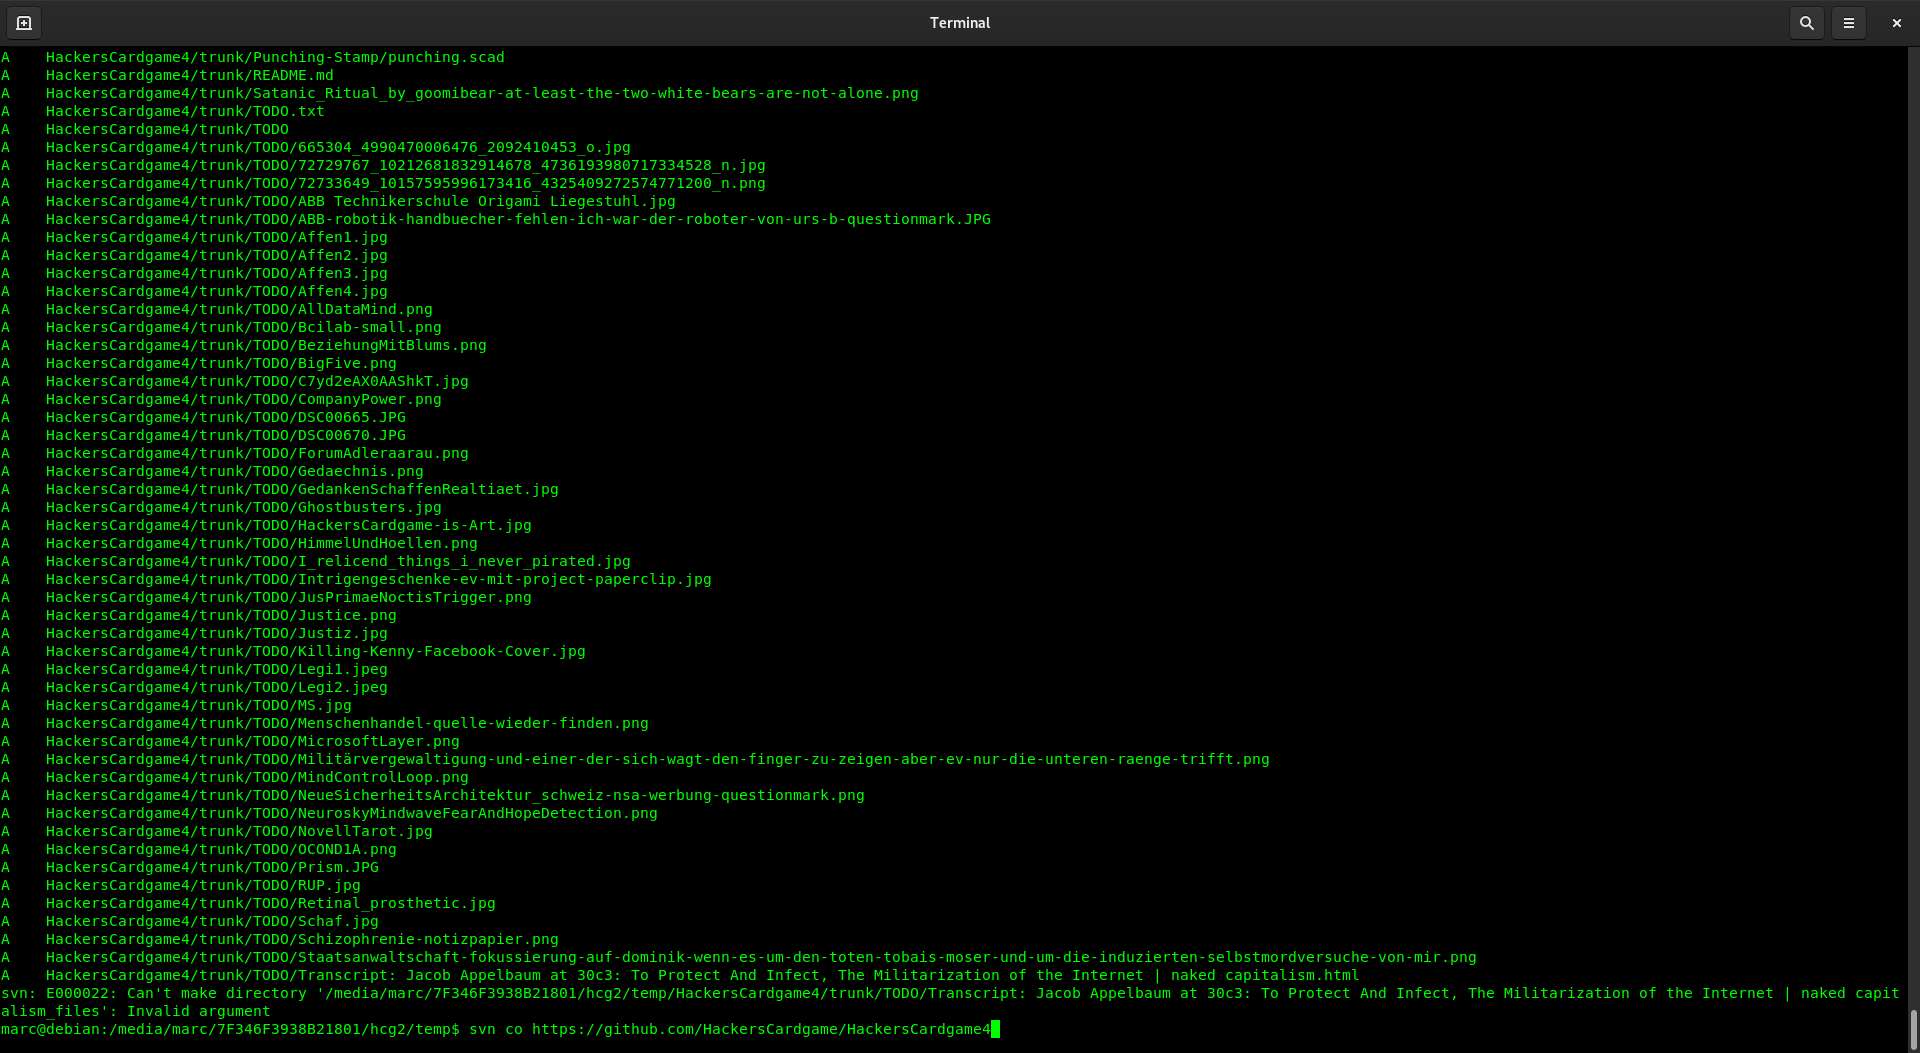 Terminal
A    HackersCardgame4/trunk/Punching-Stamp/punching.scad
A    HackersCardgame4/trunk/README.md
A    HackersCardgame4/trunk/Satanic_Ritual_by_goomibear-at-least-the-two-white-bears-are-not-alone.png
A    HackersCardgame4/trunk/TODO.txt
A    HackersCardgame4/trunk/TODO
A    HackersCardgame4/trunk/TODO/665304_4990470006476_2092410453_o.jpg
A    HackersCardgame4/trunk/TODO/72729767_10212681832914678_4736193980717334528_n.jpg
A    HackersCardgame4/trunk/TODO/72733649_10157595996173416_4325409272574771200_n.png
A    HackersCardgame4/trunk/TODO/ABB Technikerschule Origami Liegestuhl.jpg
A    HackersCardgame4/trunk/TODO/ABB-robotik-handbuecher-fehlen-ich-war-der-roboter-von-urs-b-questionmark.JPG
A    HackersCardgame4/trunk/TODO/Affen1.jpg
A    HackersCardgame4/trunk/TODO/Affen2.jpg
A    HackersCardgame4/trunk/TODO/Affen3.jpg
A    HackersCardgame4/trunk/TODO/Affen4.jpg
A    HackersCardgame4/trunk/TODO/AllDataMind.png
A    HackersCardgame4/trunk/TODO/Bcilab-small.png
A    HackersCardgame4/trunk/TODO/BeziehungMitBlums.png
A    HackersCardgame4/trunk/TODO/BigFive.png
A    HackersCardgame4/trunk/TODO/C7yd2eAX0AAShkT.jpg
A    HackersCardgame4/trunk/TODO/CompanyPower.png
A    HackersCardgame4/trunk/TODO/DSC00665.JPG
A    HackersCardgame4/trunk/TODO/DSC00670.JPG
A    HackersCardgame4/trunk/TODO/ForumAdleraarau.png
A    HackersCardgame4/trunk/TODO/Gedaechnis.png
A    HackersCardgame4/trunk/TODO/GedankenSchaffenRealtiaet.jpg
A    HackersCardgame4/trunk/TODO/Ghostbusters.jpg
A    HackersCardgame4/trunk/TODO/HackersCardgame-is-Art.jpg
A    HackersCardgame4/trunk/TODO/HimmelUndHoellen.png
A    HackersCardgame4/trunk/TODO/I_relicend_things_i_never_pirated.jpg
A    HackersCardgame4/trunk/TODO/Intrigengeschenke-ev-mit-project-paperclip.jpg
A    HackersCardgame4/trunk/TODO/JusPrimaeNoctisTrigger.png
A    HackersCardgame4/trunk/TODO/Justice.png
A    HackersCardgame4/trunk/TODO/Justiz.jpg
A    HackersCardgame4/trunk/TODO/Killing-Kenny-Facebook-Cover.jpg
A    HackersCardgame4/trunk/TODO/Legi1.jpeg
A    HackersCardgame4/trunk/TODO/Legi2.jpeg
A    HackersCardgame4/trunk/TODO/MS.jpg
A    HackersCardgame4/trunk/TODO/Menschenhandel-quelle-wieder-finden.png
A    HackersCardgame4/trunk/TODO/MicrosoftLayer.png
A    HackersCardgame4/trunk/TODO/Militärvergewaltigung-und-einer-der-sich-wagt-den-finger-zu-zeigen-aber-ev-nur-die-unteren-raenge-trifft.png
A    HackersCardgame4/trunk/TODO/MindControlLoop.png
A    HackersCardgame4/trunk/TODO/NeueSicherheitsArchitektur_schweiz-nsa-werbung-questionmark.png
A    HackersCardgame4/trunk/TODO/NeuroskyMindwaveFearAndHopeDetection.png
A    HackersCardgame4/trunk/TODO/NovellTarot.jpg
A    HackersCardgame4/trunk/TODO/OCOND1A.png
A    HackersCardgame4/trunk/TODO/Prism.JPG
A    HackersCardgame4/trunk/TODO/RUP.jpg
A    HackersCardgame4/trunk/TODO/Retinal_prosthetic.jpg
A    HackersCardgame4/trunk/TODO/Schaf.jpg
A    HackersCardgame4/trunk/TODO/Schizophrenie-notizpapier.png
A    HackersCardgame4/trunk/TODO/Staatsanwaltschaft-fokussierung-auf-dominik-wenn-es-um-den-toten-tobais-moser-und-um-die-induzierten-selbstmordversuche-von-mir.png
A    HackersCardgame4/trunk/TODO/Transcript: Jacob Appelbaum at 30c3: To Protect And Infect, The Militarization of the Internet | naked capitalism.html
svn: E000022: Can't make directory '/media/marc/7F346F3938B21801/hcg2/temp/HackersCardgame4/trunk/TODO/Transcript: Jacob Appelbaum at 30c3: To Protect And Infect, The Militarization of the Internet | naked capit
alism_files': Invalid argument
marc@debian:/media/marc/7F346F3938B21801/hcg2/temp$ svn co https://github.com/HackersCardgame/HackersCardgame4